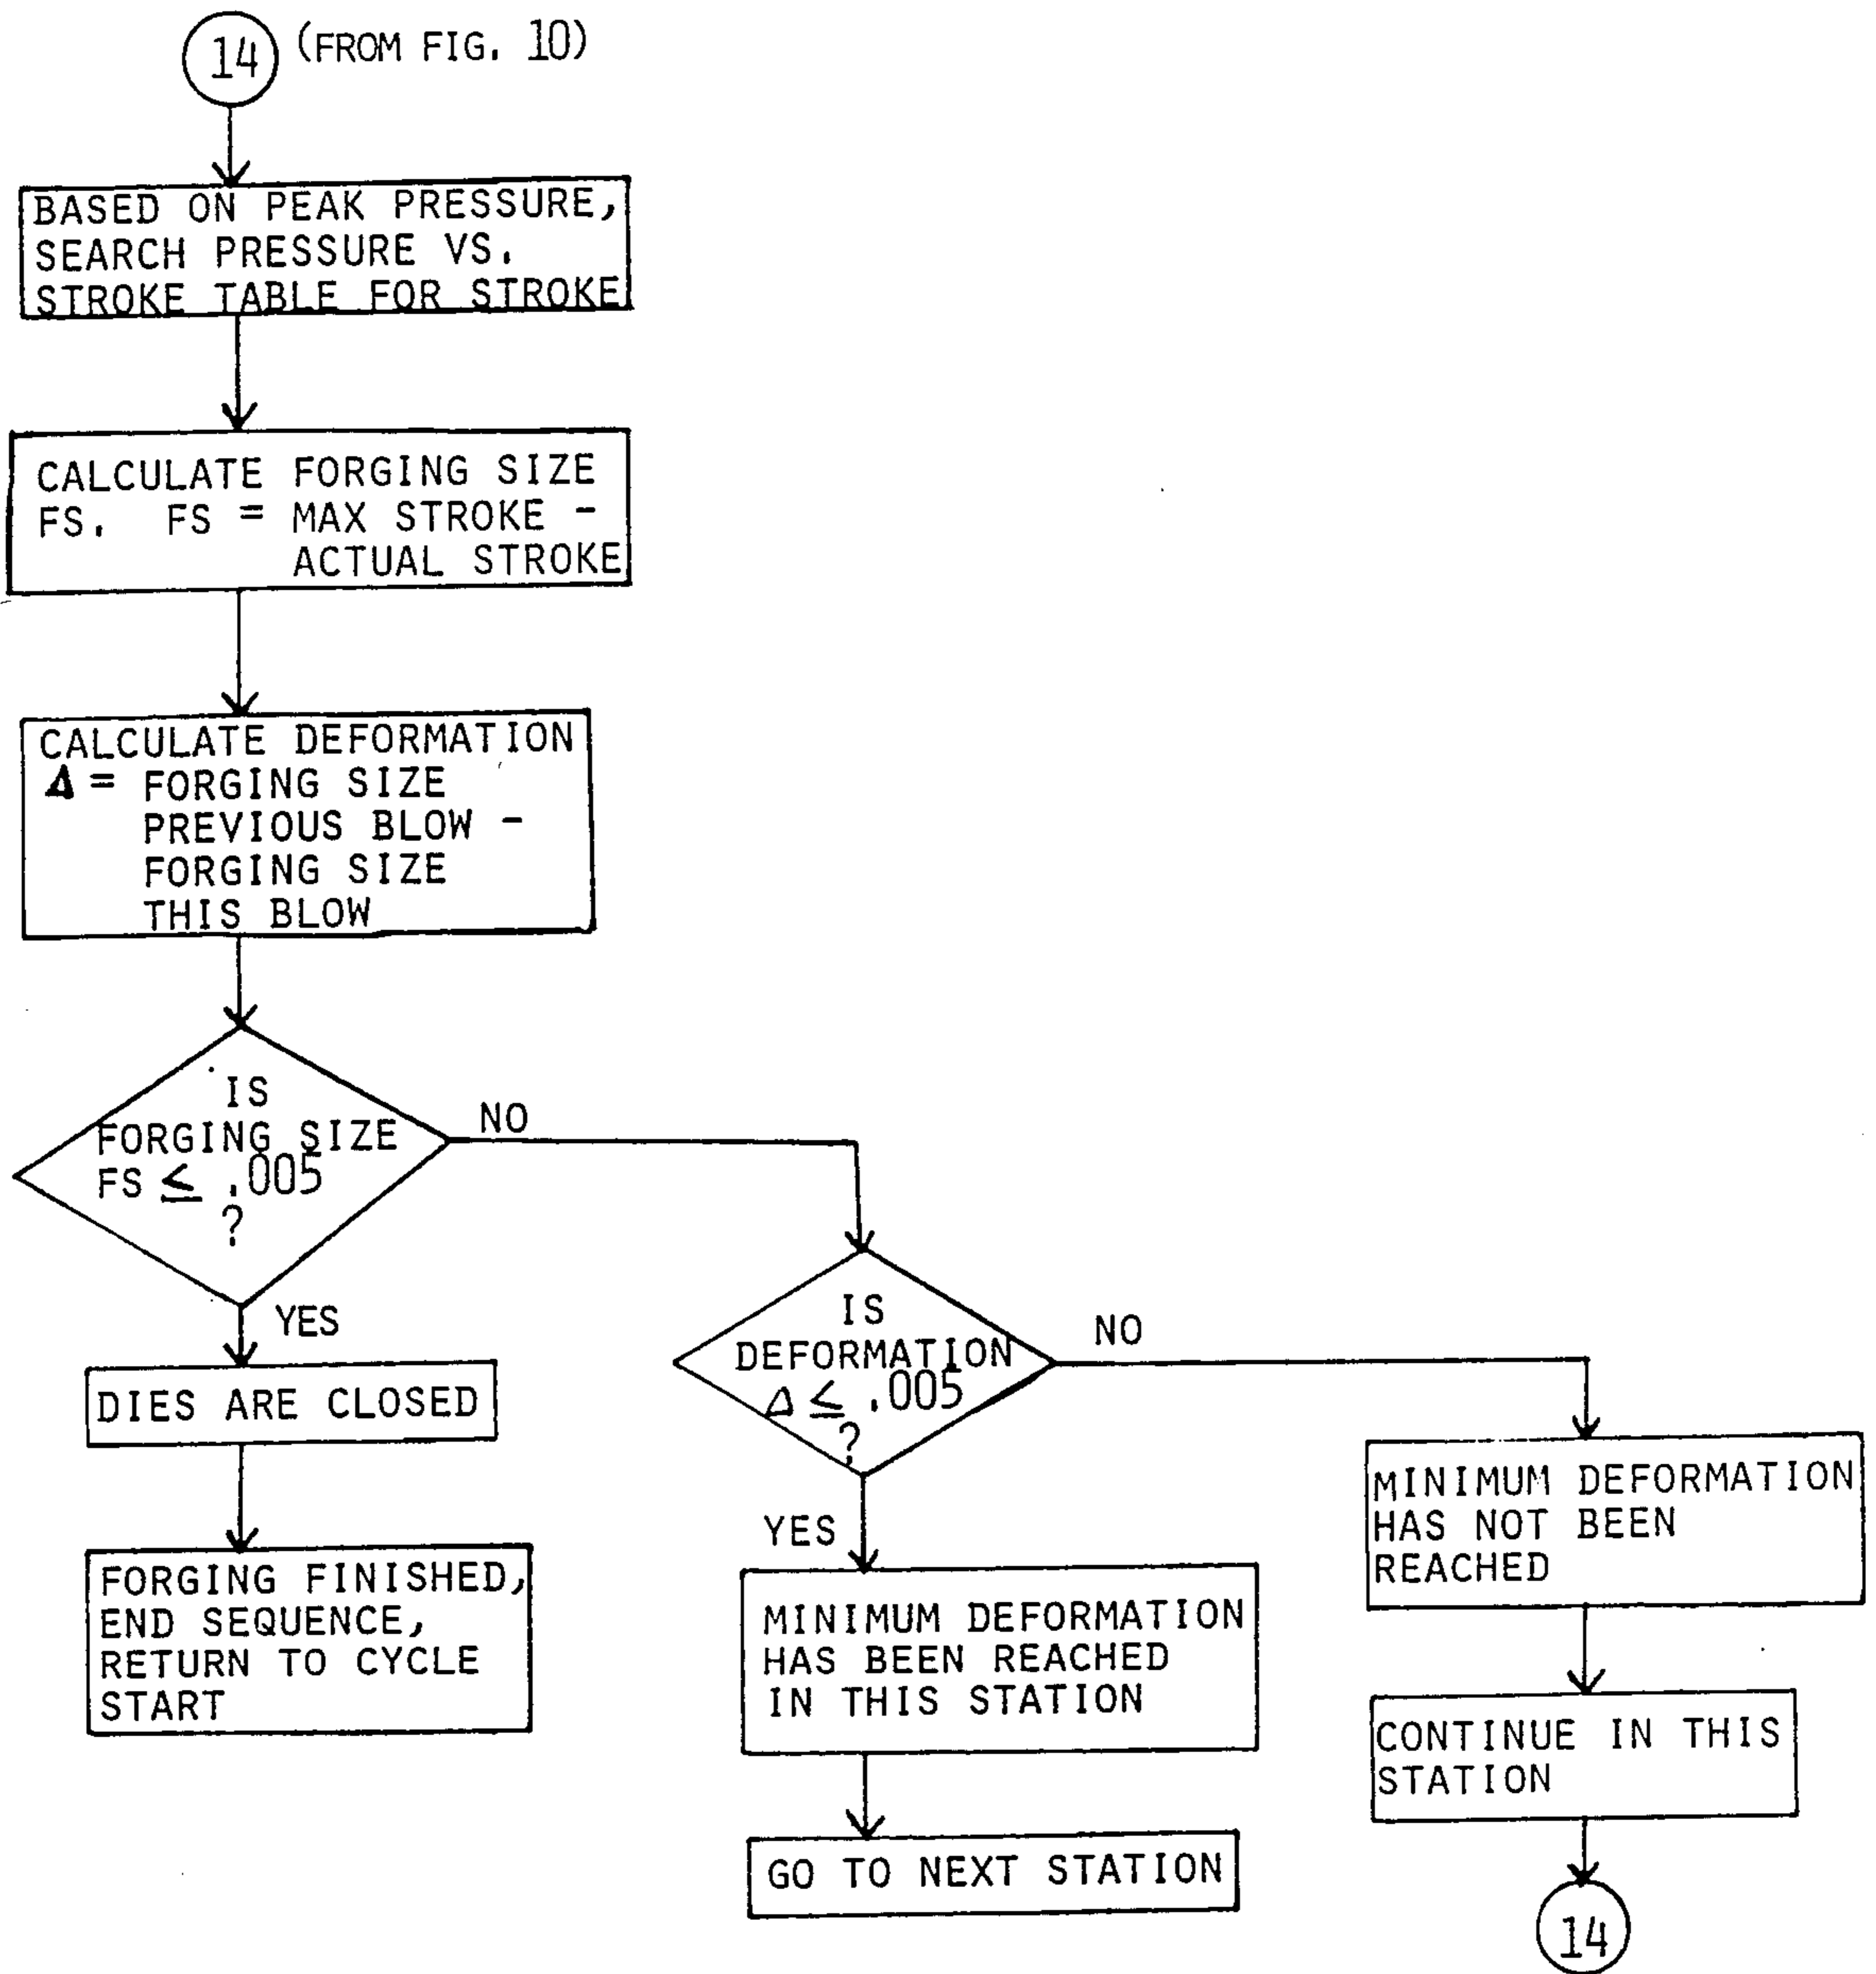 14 (FROM FIG. 10)
BASED ON PEAK PRESSURE,
SEARCH PRESSURE VS.
STROKE TABLE FOR STROKE
CALCULATE FORGING SIZE
FS. FS = MAX STROKE -
ACTUAL STROKE
CALCULATE DEFORMATION
Δ = FORGING SIZE
PREVIOUS BLOW -
FORGING SIZE
THIS BLOW
IS
FORGING SIZE
FS ≤ .005
?
NO
YES
DIES ARE CLOSED
FORGING FINISHED,
END SEQUENCE,
RETURN TO CYCLE
START
IS
DEFORMATION
Δ ≤ .005
?
NO
YES
MINIMUM DEFORMATION
HAS BEEN REACHED
IN THIS STATION
GO TO NEXT STATION
MINIMUM DEFORMATION
HAS NOT BEEN
REACHED
CONTINUE IN THIS
STATION
14